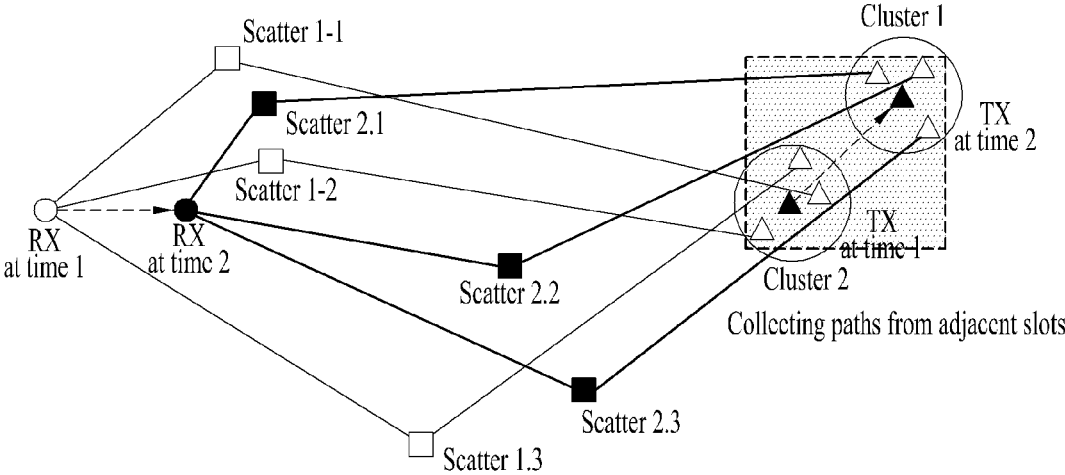 Cluster 1
Scatter 1-1
Scatter 2.1
TX
at time 2
Scatter 1-2
RX
at time 1
RX
at time 2
TX
at time 1
Scatter 2.2
Cluster 2
Collecting paths from adjacent slots
Scatter 2.3
Scatter 1.3